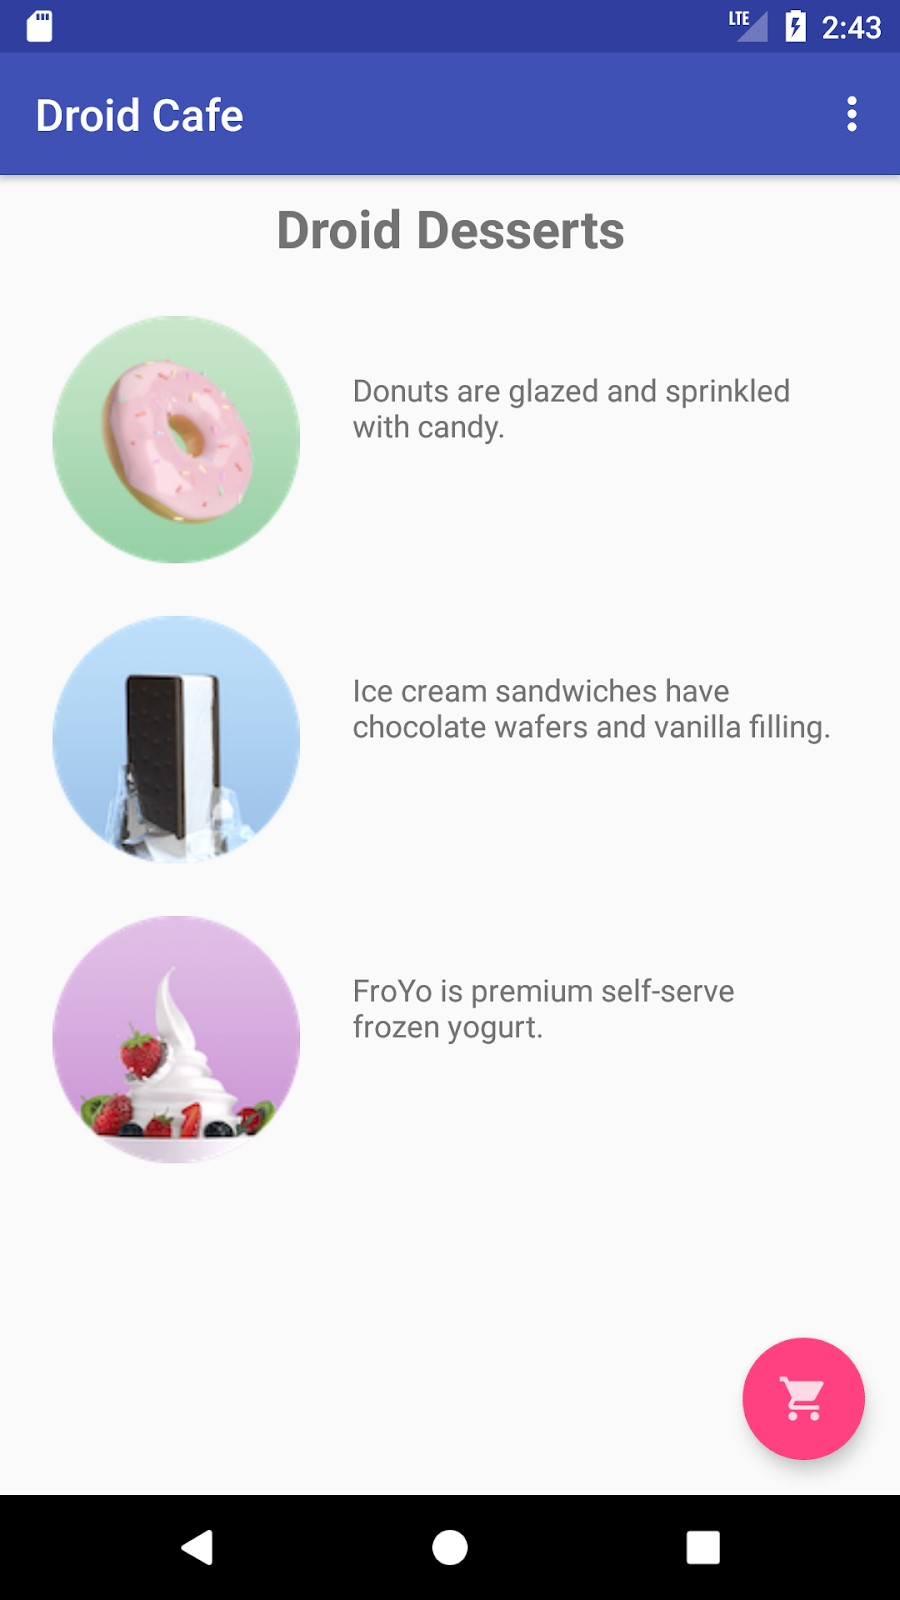 LTE 2:43
Droid Cafe
Droid Desserts
Donuts are glazed and sprinkled
with candy.
Ice cream sandwiches have
chocolate wafers and vanilla filling.
FroYo is premium self-serve
frozen yogurt.